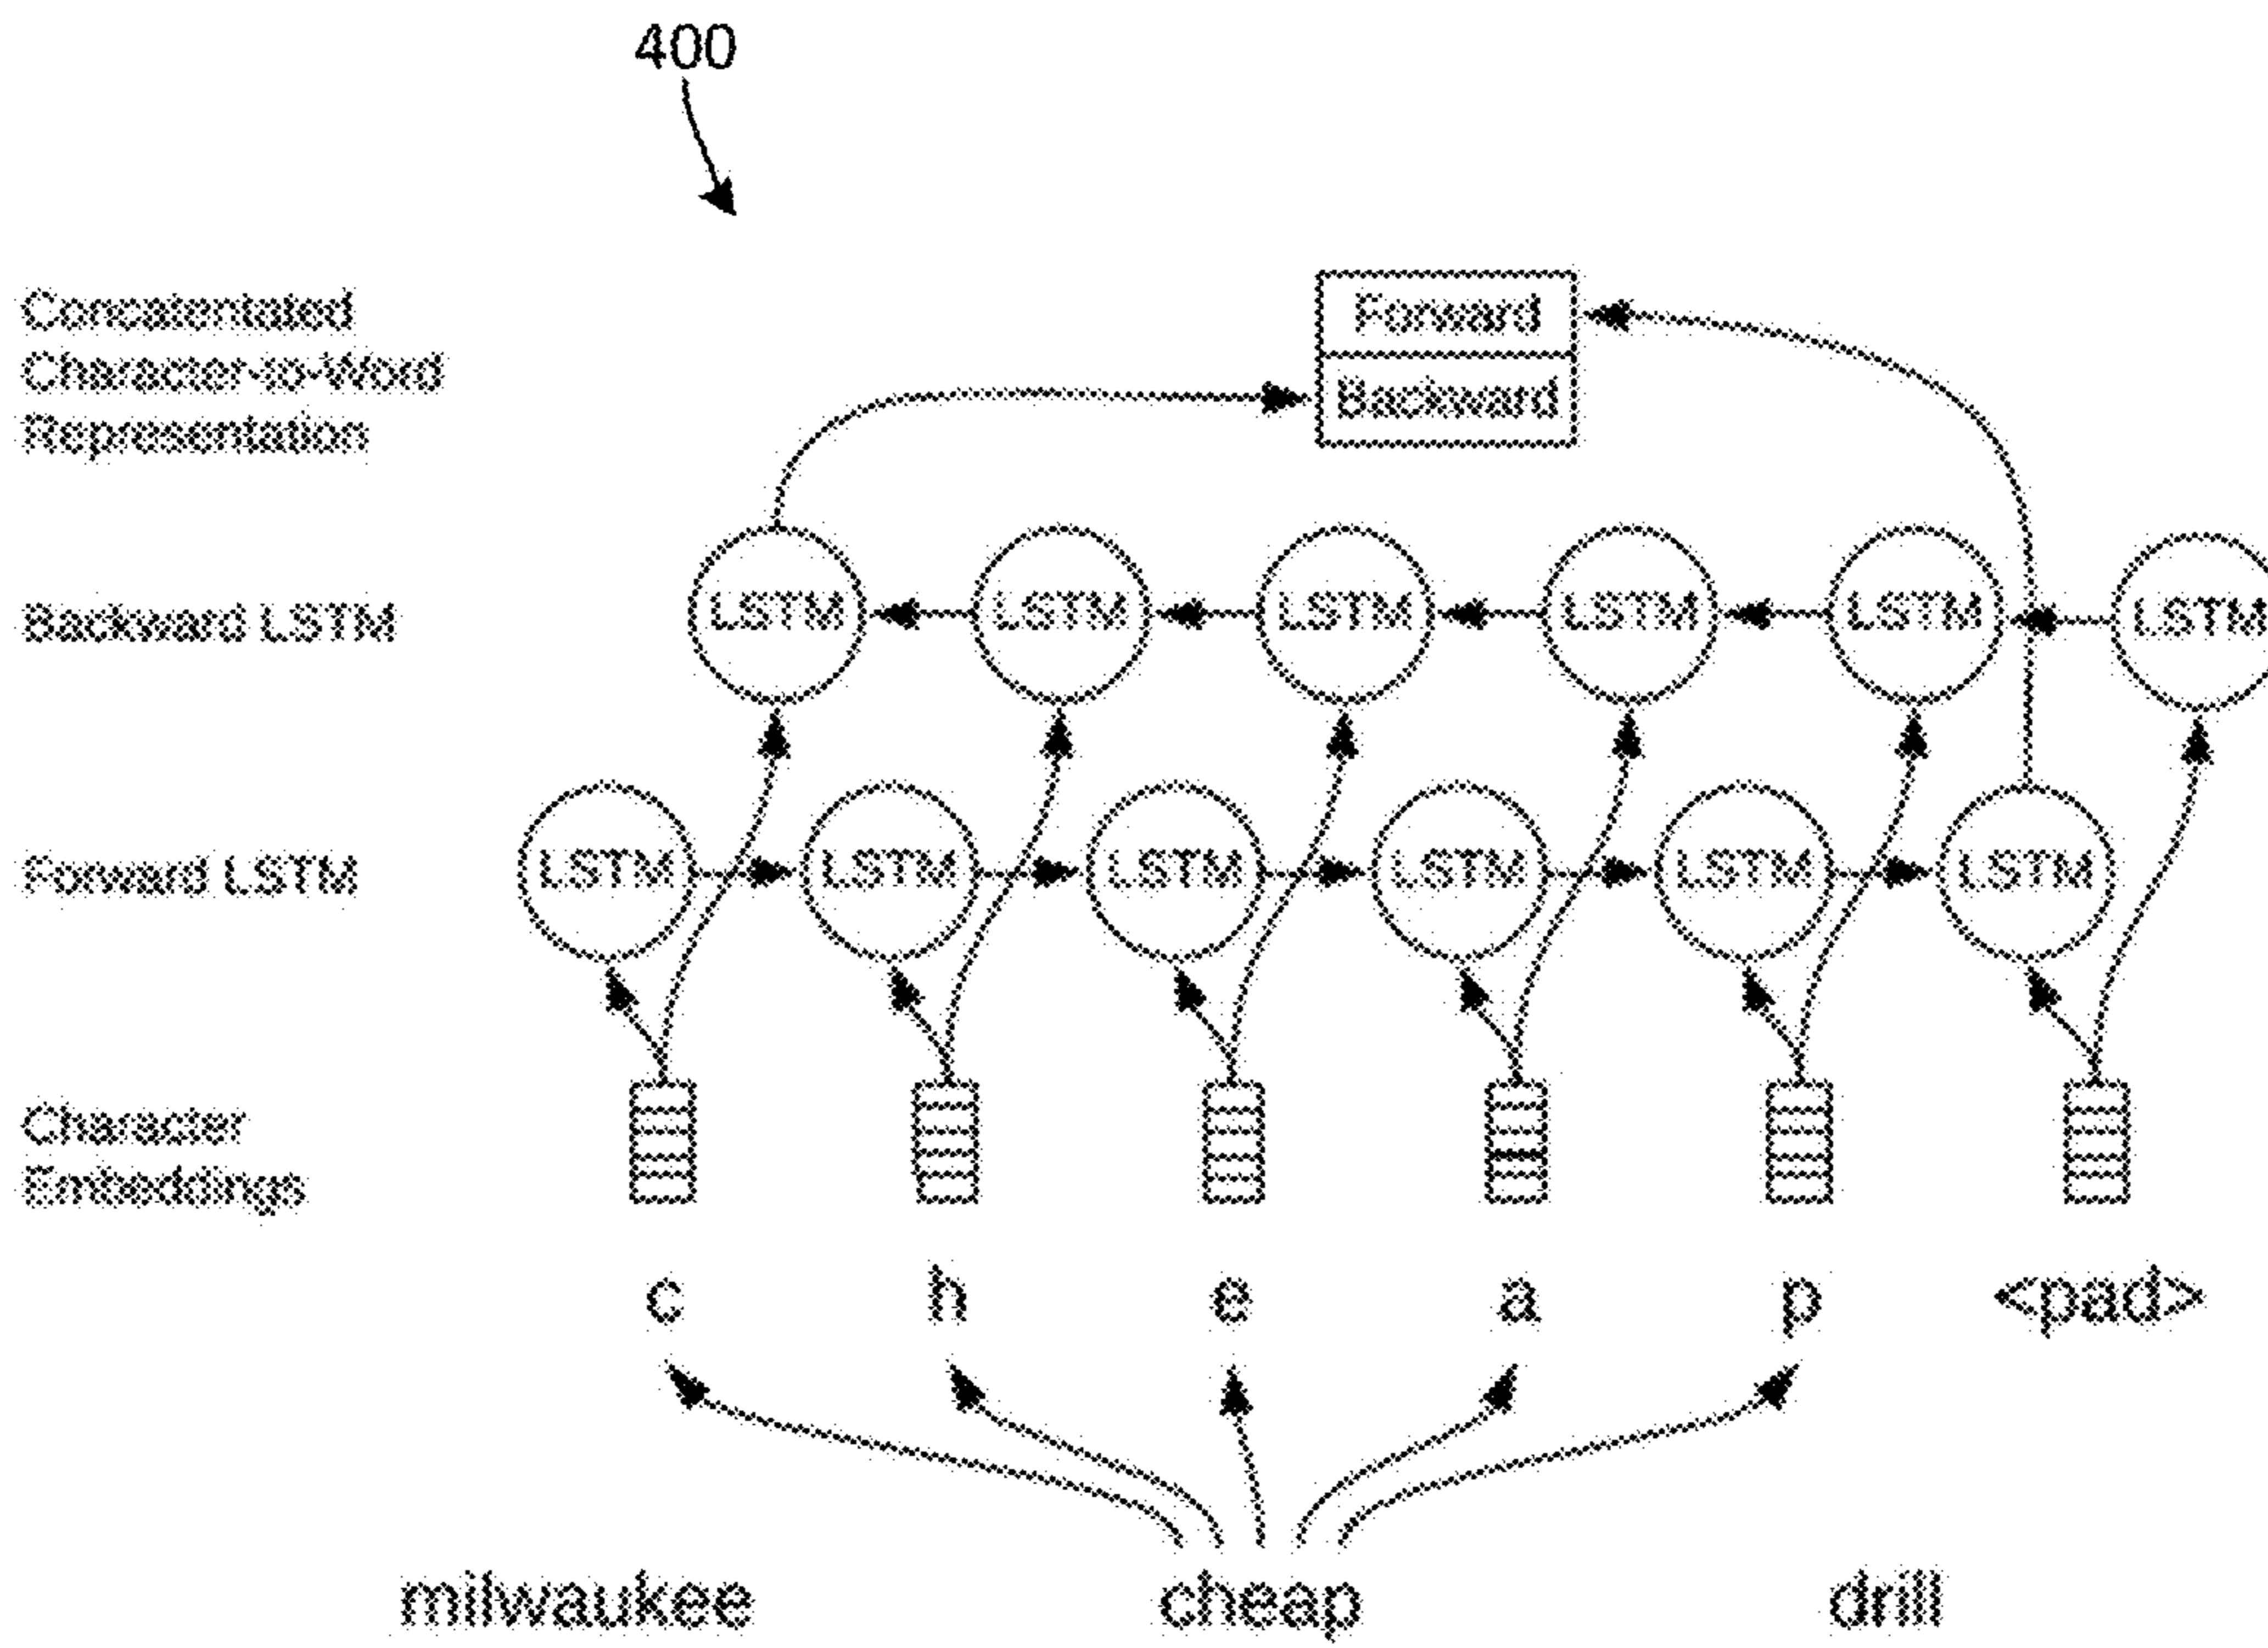 400
Concatentated
Character-to-Word
Representation
Forward
Backward
Backward LSTM
LSTM LSTM LSTM LSTM LSTM LSTM
Forward LSTM
LSTM LSTM LSTM LSTM LSTM LSTM
Character
Embeddings
c h e a p <pad>
milwaukee cheap drill